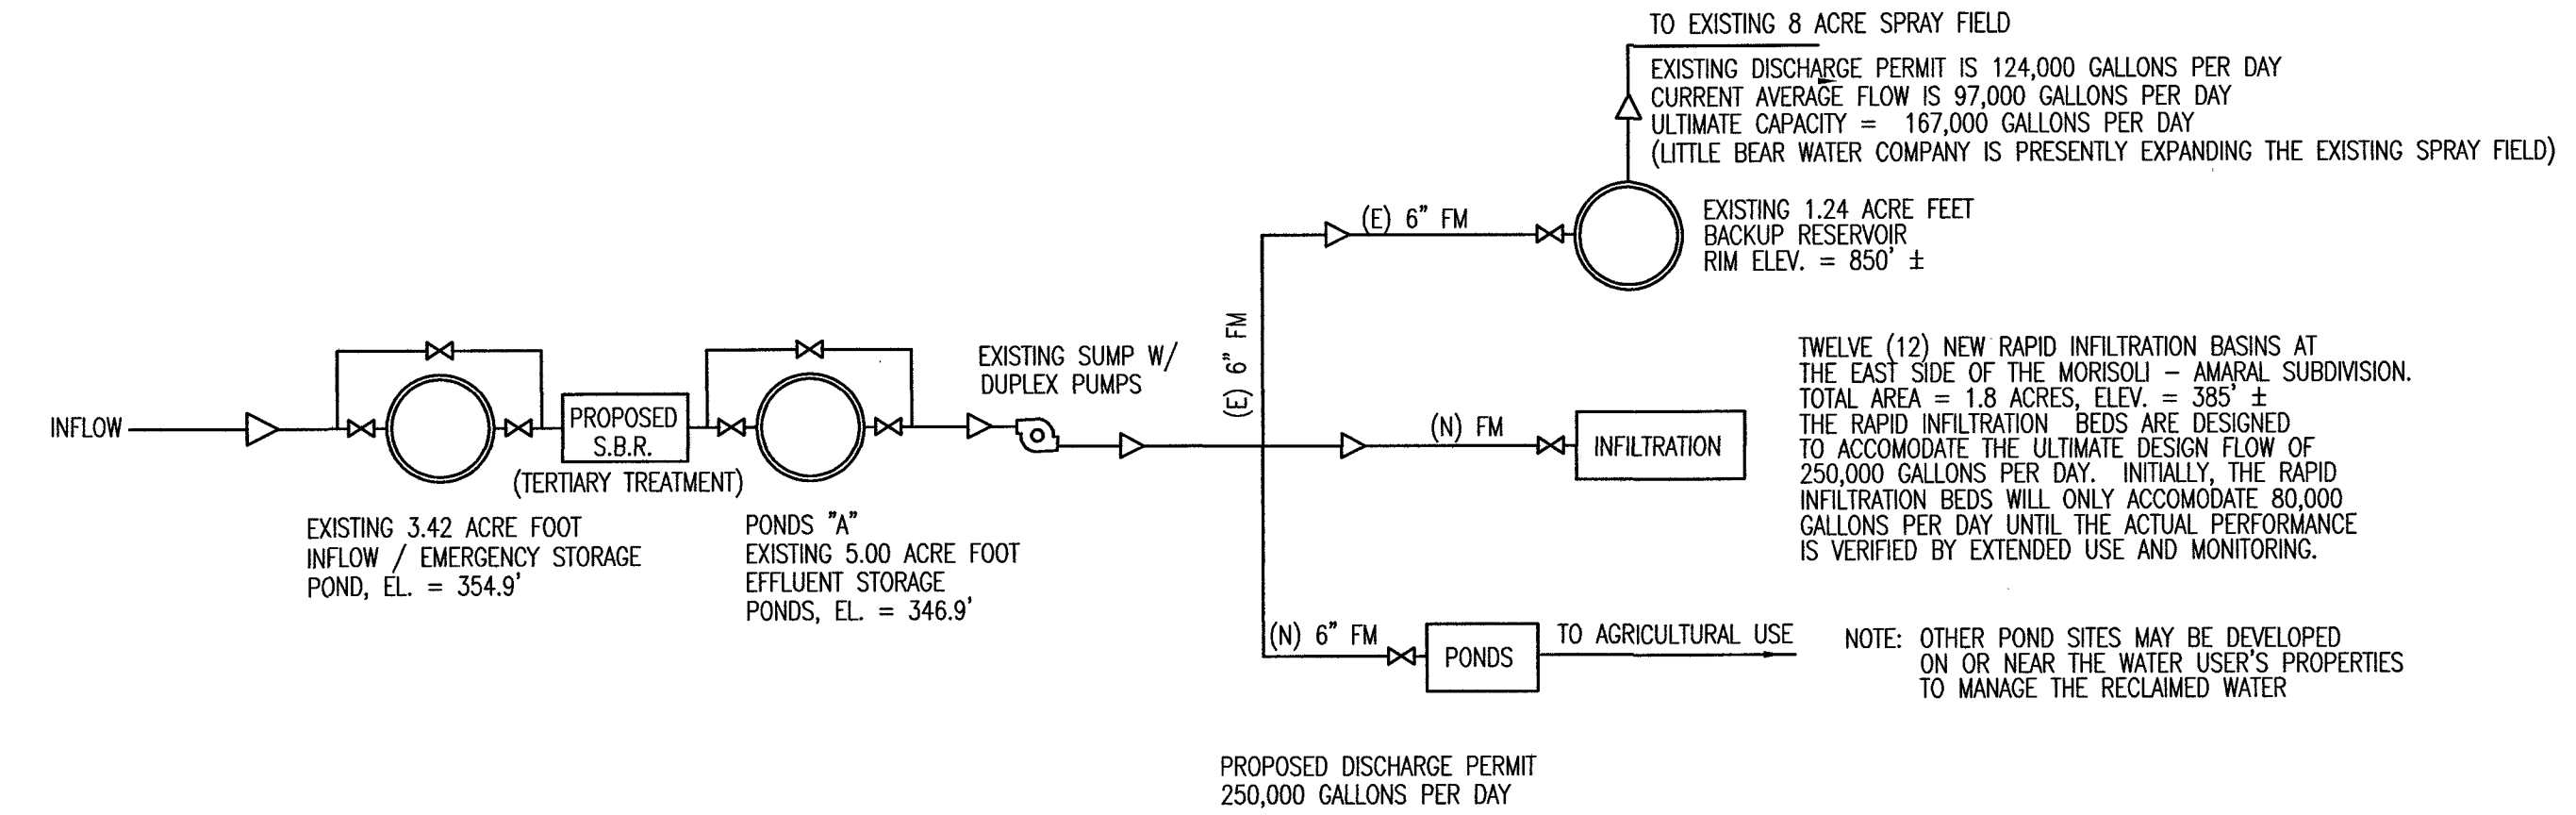 TO EXISTING 8 ACRE SPRAY FIELD
EXISTING DISCHARGE PERMIT IS 124,000 GALLONS PER DAY
CURRENT AVERAGE FLOW IS 97,000 GALLONS PER DAY
ULTIMATE CAPACITY = 167,000 GALLONS PER DAY
(LITTLE BEAR WATER COMPANY IS PRESENTLY EXPANDING THE EXISTING SPRAY FIELD)
(E) 6" FM
EXISTING 1.24 ACRE FEET
BACKUP RESERVOIR
RIM ELEV. = 850' ±
(E) 6" FM
EXISTING SUMP W/
DUPLEX PUMPS
INFLOW
PROPOSED
S.B.R.
(TERTIARY TREATMENT)
EXISTING 3.42 ACRE FOOT
INFLOW / EMERGENCY STORAGE
POND, EL. = 354.9'
PONDS "A"
EXISTING 5.00 ACRE FOOT
EFFLUENT STORAGE
PONDS, EL. = 346.9'
(N) FM
INFILTRATION
TWELVE (12) NEW RAPID INFILTRATION BASINS AT
THE EAST SIDE OF THE MORISOLI - AMARAL SUBDIVISION.
TOTAL AREA = 1.8 ACRES, ELEV. = 385' ±
THE RAPID INFILTRATION BEDS ARE DESIGNED
TO ACCOMODATE THE ULTIMATE DESIGN FLOW OF
250,000 GALLONS PER DAY. INITIALLY, THE RAPID
INFILTRATION BEDS WILL ONLY ACCOMODATE 80,000
GALLONS PER DAY UNTIL THE ACTUAL PERFORMANCE
IS VERIFIED BY EXTENDED USE AND MONITORING.
(N) 6" FM
PONDS
TO AGRICULTURAL USE
NOTE: OTHER POND SITES MAY BE DEVELOPED
ON OR NEAR THE WATER USER'S PROPERTIES
TO MANAGE THE RECLAIMED WATER
PROPOSED DISCHARGE PERMIT
250,000 GALLONS PER DAY